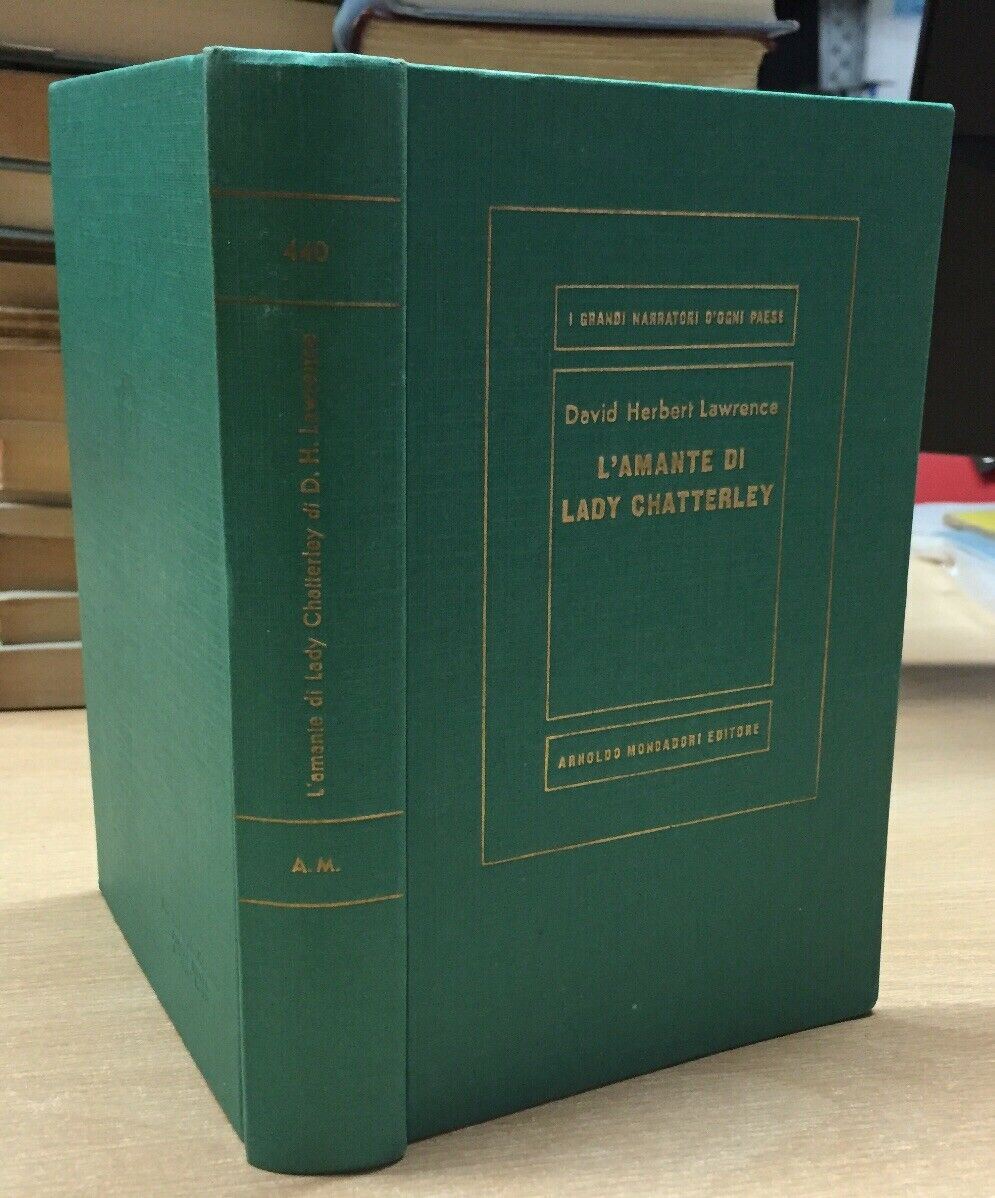 440
L'amante di Lady Chatterley di D. H. Lawrence
A. M.
I GRANDI NARRATORI D'OGNI PAESE
David Herbert Lawrence
L'AMANTE DI
LADY CHATTERLEY
ARNOLDO MONDADORI EDITORE